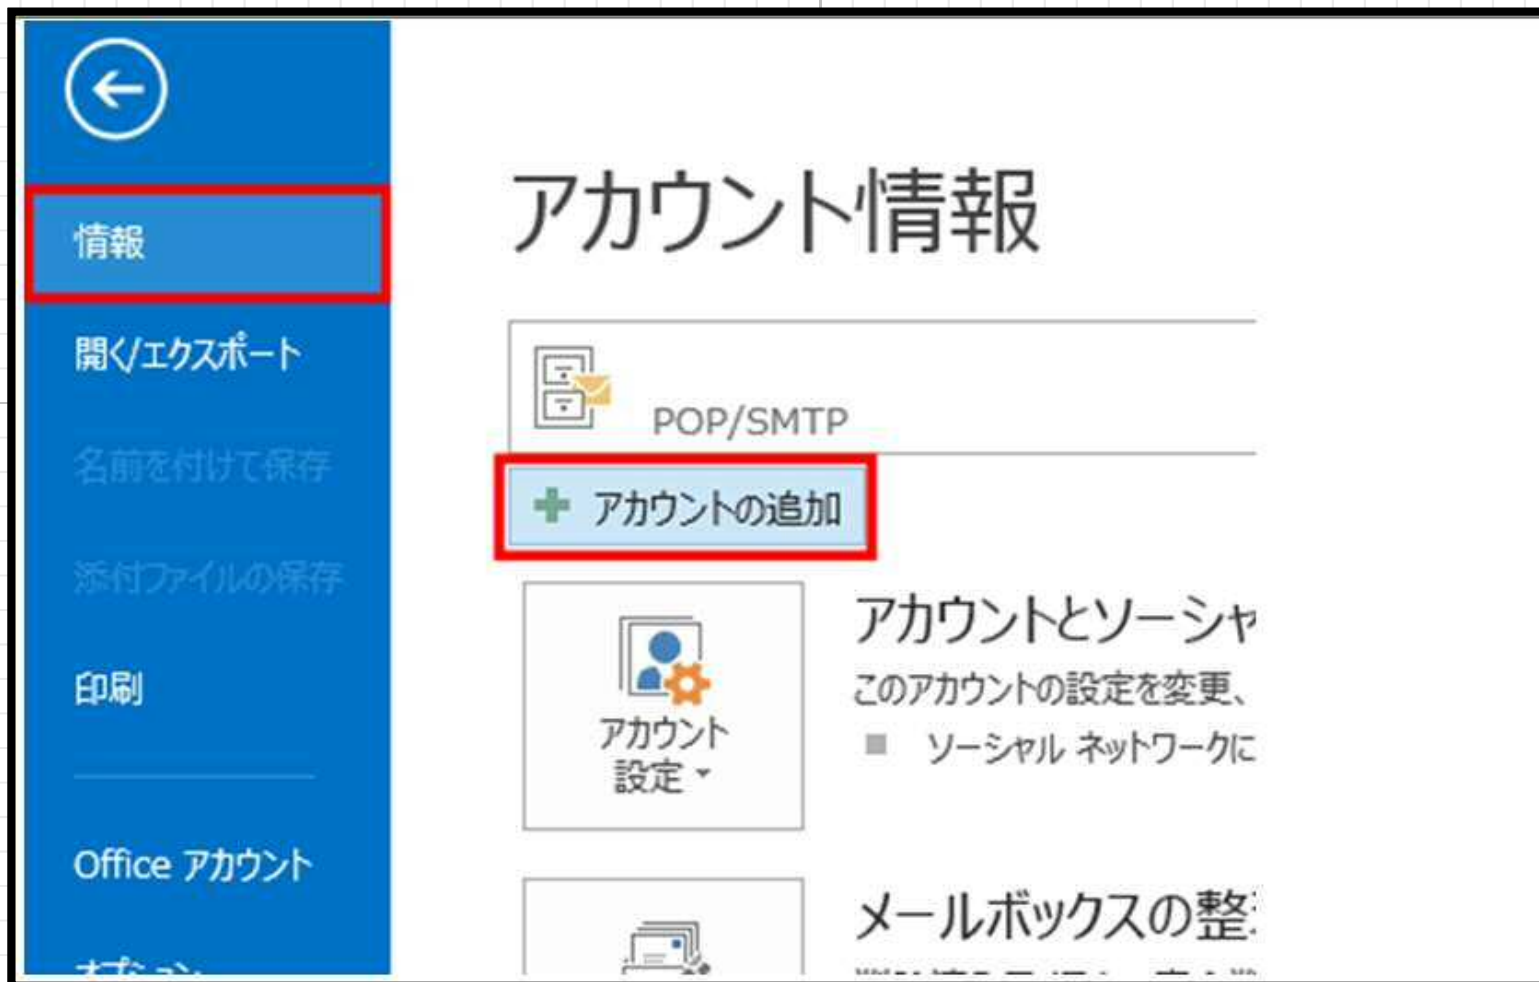 情報
開く/エクスポート
名前を付けて保存
添付ファイルの保存
印刷
Office アカウント
オプション
アカウント情報
POP/SMTP
アカウントの追加
アカウント
設定
アカウントとソーシャ
このアカウントの設定を変更、
ソーシャル ネットワークに
メールボックスの整